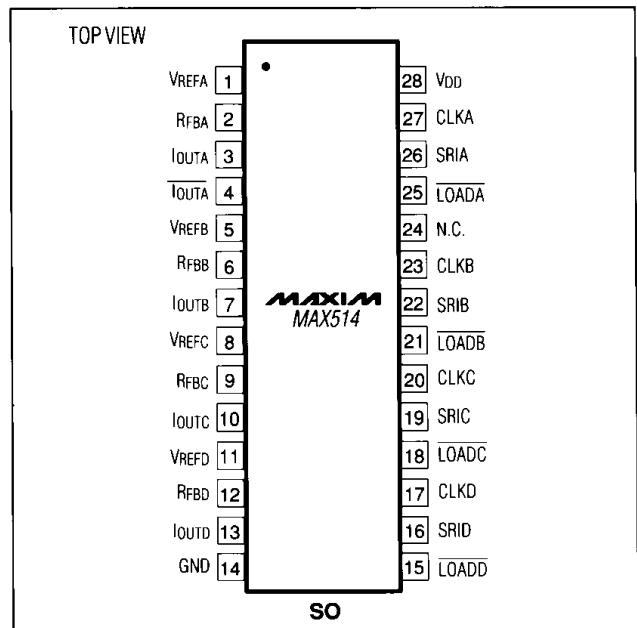 TOP VIEW
VREFA 1
RFBA 2
IOUTA 3
IOUTA 4
VREFB 5
RFBB 6
IOUTB 7
VREFC 8
RFBC 9
IOUTC 10
VREFD 11
RFBD 12
IOUTD 13
GND 14
MAXIM
MAX514
28 VDD
27 CLKA
26 SRIA
25 LOADA
24 N.C.
23 CLKB
22 SRIB
21 LOADB
20 CLKC
19 SRIC
18 LOADC
17 CLKD
16 SRID
15 LOADD
SO